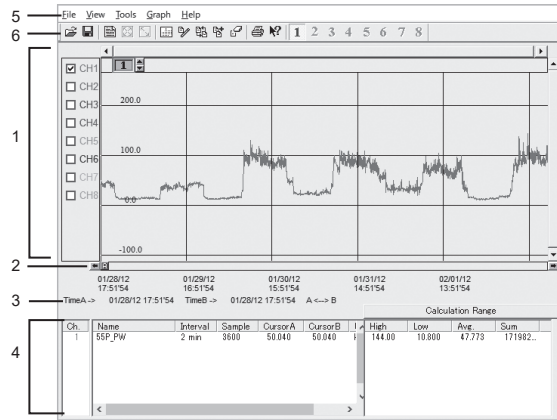 5
File View Tools Graph Help
6
1 2 3 4 5 6 7 8
1
CH1
1
CH2
CH3
200.0
CH4
CH5
100.0
CH6
CH7
CH8
0.0
-100.0
2
01/28/12 01/29/12 01/30/12 01/31/12 02/01/12
17:51'54 16:51'54 15:51'54 14:51'54 13:51'54
3
TimeA -> 01/28/12 17:51'54 TimeB -> 01/28/12 17:51'54 A <--> B
Calculation Range
4
Ch. Name Interval Sample CursorA CursorB High Low Avg. Sum
1 55P_PW 2 min 3600 50.040 50.040 144.00 10.800 47.773 171982...